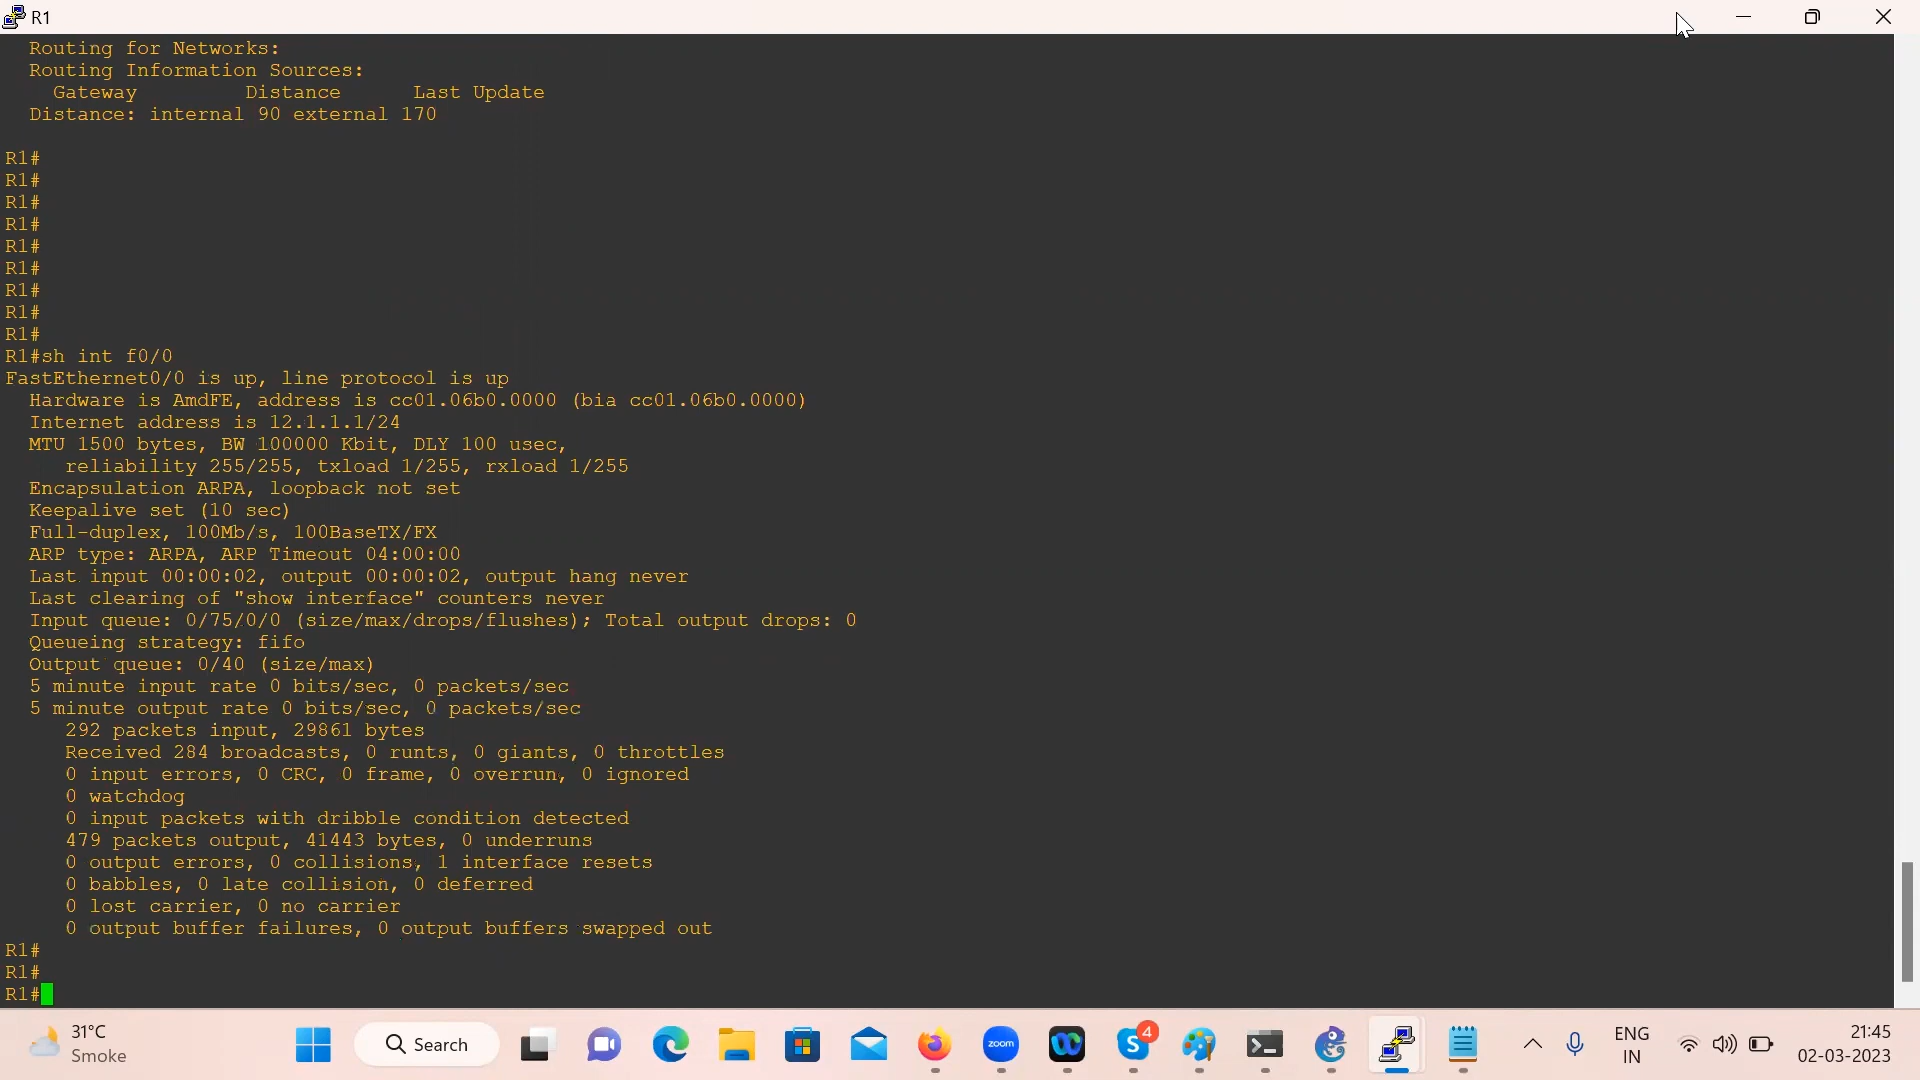 R1
Routing for Networks:
Routing Information Sources:
Gateway Distance Last Update
Distance: internal 90 external 170
R1#
R1#
R1#
R1#
R1#
R1#
R1#
R1#
R1#
R1#sh int f0/0
FastEthernet0/0 is up, line protocol is up
Hardware is AmdFE, address is cc01.06b0.0000 (bia cc01.06b0.0000)
Internet address is 12.1.1.1/24
MTU 1500 bytes, BW 100000 Kbit, DLY 100 usec,
reliability 255/255, txload 1/255, rxload 1/255
Encapsulation ARPA, loopback not set
Keepalive set (10 sec)
Full-duplex, 100Mb/s, 100BaseTX/FX
ARP type: ARPA, ARP Timeout 04:00:00
Last input 00:00:02, output 00:00:02, output hang never
Last clearing of "show interface" counters never
Input queue: 0/75/0/0 (size/max/drops/flushes); Total output drops: 0
Queueing strategy: fifo
Output queue: 0/40 (size/max)
5 minute input rate 0 bits/sec, 0 packets/sec
5 minute output rate 0 bits/sec, 0 packets/sec
292 packets input, 29861 bytes
Received 284 broadcasts, 0 runts, 0 giants, 0 throttles
0 input errors, 0 CRC, 0 frame, 0 overrun, 0 ignored
0 watchdog
0 input packets with dribble condition detected
479 packets output, 41443 bytes, 0 underruns
0 output errors, 0 collisions, 1 interface resets
0 babbles, 0 late collision, 0 deferred
0 lost carrier, 0 no carrier
0 output buffer failures, 0 output buffers swapped out
R1#
R1#
R1#
31°C
Smoke
Search
zoom
S
4
ENG
IN
21:45
02-03-2023